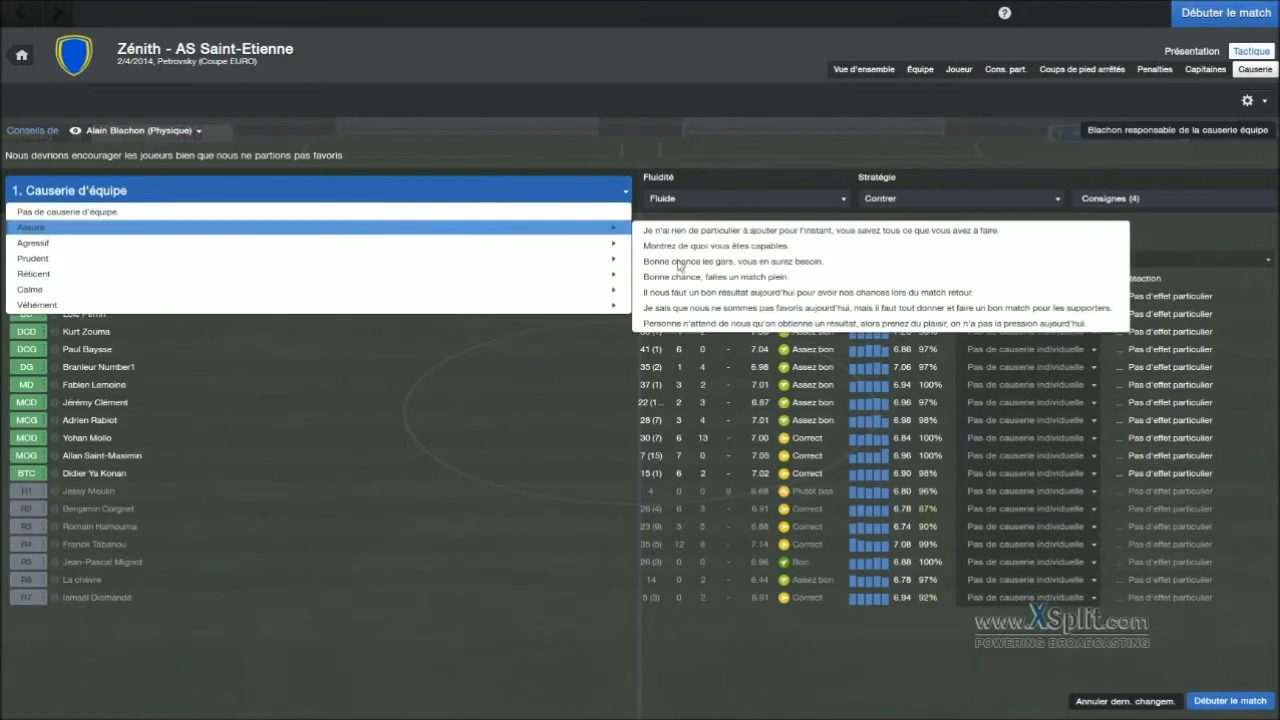 Débuter le match
Zénith - AS Saint-Etienne
2/4/2014, Petrovsky (Coupe EURO)
Présentation Tactique
Vue d'ensemble Équipe Joueur Cons. part. Coups de pied arrêtés Penalties Capitaines Causerie
Conseils de Alain Blachon (Physique)
Blachon responsable de la causerie équipe
Nous devrions encourager les joueurs bien que nous ne partions pas favoris
1. Causerie d'équipe
Fluidité Stratégie
Fluide Contrer Consignes (4)
Pas de causerie d'équipe
Assuré
Agressif
Prudent
Réticent
Calme
Véhément
Je n'ai rien de particulier à ajouter pour l'instant, vous savez tous ce que vous avez à faire.
Montrez de quoi vous êtes capables.
Bonne chance les gars, vous en aurez besoin.
Bonne chance, faites un match plein.
Il nous faut un bon résultat aujourd'hui pour avoir nos chances lors du match retour.
Je sais que nous ne sommes pas favoris aujourd'hui, mais il faut tout donner et faire un bon match pour les supporters.
Personne n'attend de nous qu'on obtienne un résultat, alors prenez du plaisir, on n'a pas la pression aujourd'hui.
Pas d'effet particulier
Pas d'effet particulier
DCD Kurt Zouma Pas d'effet particulier
DCG Paul Baysse 41 (1) 6 0 - 7.04 Assez bon 6.86 97% Pas de causerie individuelle ... Pas d'effet particulier
DG Branleur Number1 35 (2) 1 4 - 6.98 Assez bon 7.06 97% Pas de causerie individuelle ... Pas d'effet particulier
MD Fabien Lemoine 37 (1) 3 2 - 7.01 Assez bon 6.94 100% Pas de causerie individuelle ... Pas d'effet particulier
MCD Jérémy Clément 22 (1... 2 3 - 6.87 Assez bon 6.96 97% Pas de causerie individuelle ... Pas d'effet particulier
MCG Adrien Rabiot 28 (7) 3 4 - 7.01 Assez bon 6.98 98% Pas de causerie individuelle ... Pas d'effet particulier
MOD Yohan Mollo 30 (7) 6 13 - 7.00 Correct 6.84 100% Pas de causerie individuelle ... Pas d'effet particulier
MOG Allan Saint-Maximin 7 (15) 7 0 - 7.05 Correct 6.96 100% Pas de causerie individuelle ... Pas d'effet particulier
BTC Didier Ya Konan 15 (1) 6 2 - 7.02 Correct 6.90 98% Pas de causerie individuelle ... Pas d'effet particulier
R1 Jessy Moulin 4 0 0 9 6.68 Plutôt bas 6.80 96% Pas de causerie individuelle ... Pas d'effet particulier
R2 Benjamin Corgnet 26 (4) 6 3 - 6.91 Correct 6.78 87% Pas de causerie individuelle ... Pas d'effet particulier
R3 Romain Hamouma 23 (9) 3 5 - 6.88 Correct 6.74 90% Pas de causerie individuelle ... Pas d'effet particulier
R4 Franck Tabanou 35 (5) 12 8 - 7.14 Correct 7.08 99% Pas de causerie individuelle ... Pas d'effet particulier
R5 Jean-Pascal Mignot 26 (3) 0 0 - 6.96 Bon 6.88 100% Pas de causerie individuelle ... Pas d'effet particulier
R6 La chèvre 14 0 2 - 6.44 Assez bon 6.78 97% Pas de causerie individuelle ... Pas d'effet particulier
R7 Ismaël Diomandé 5 (3) 0 2 - 6.91 Correct 6.94 92% Pas de causerie individuelle ... Pas d'effet particulier
www.XSplit.com
POWERING BROADCASTING
Annuler dern. changem. Débuter le match